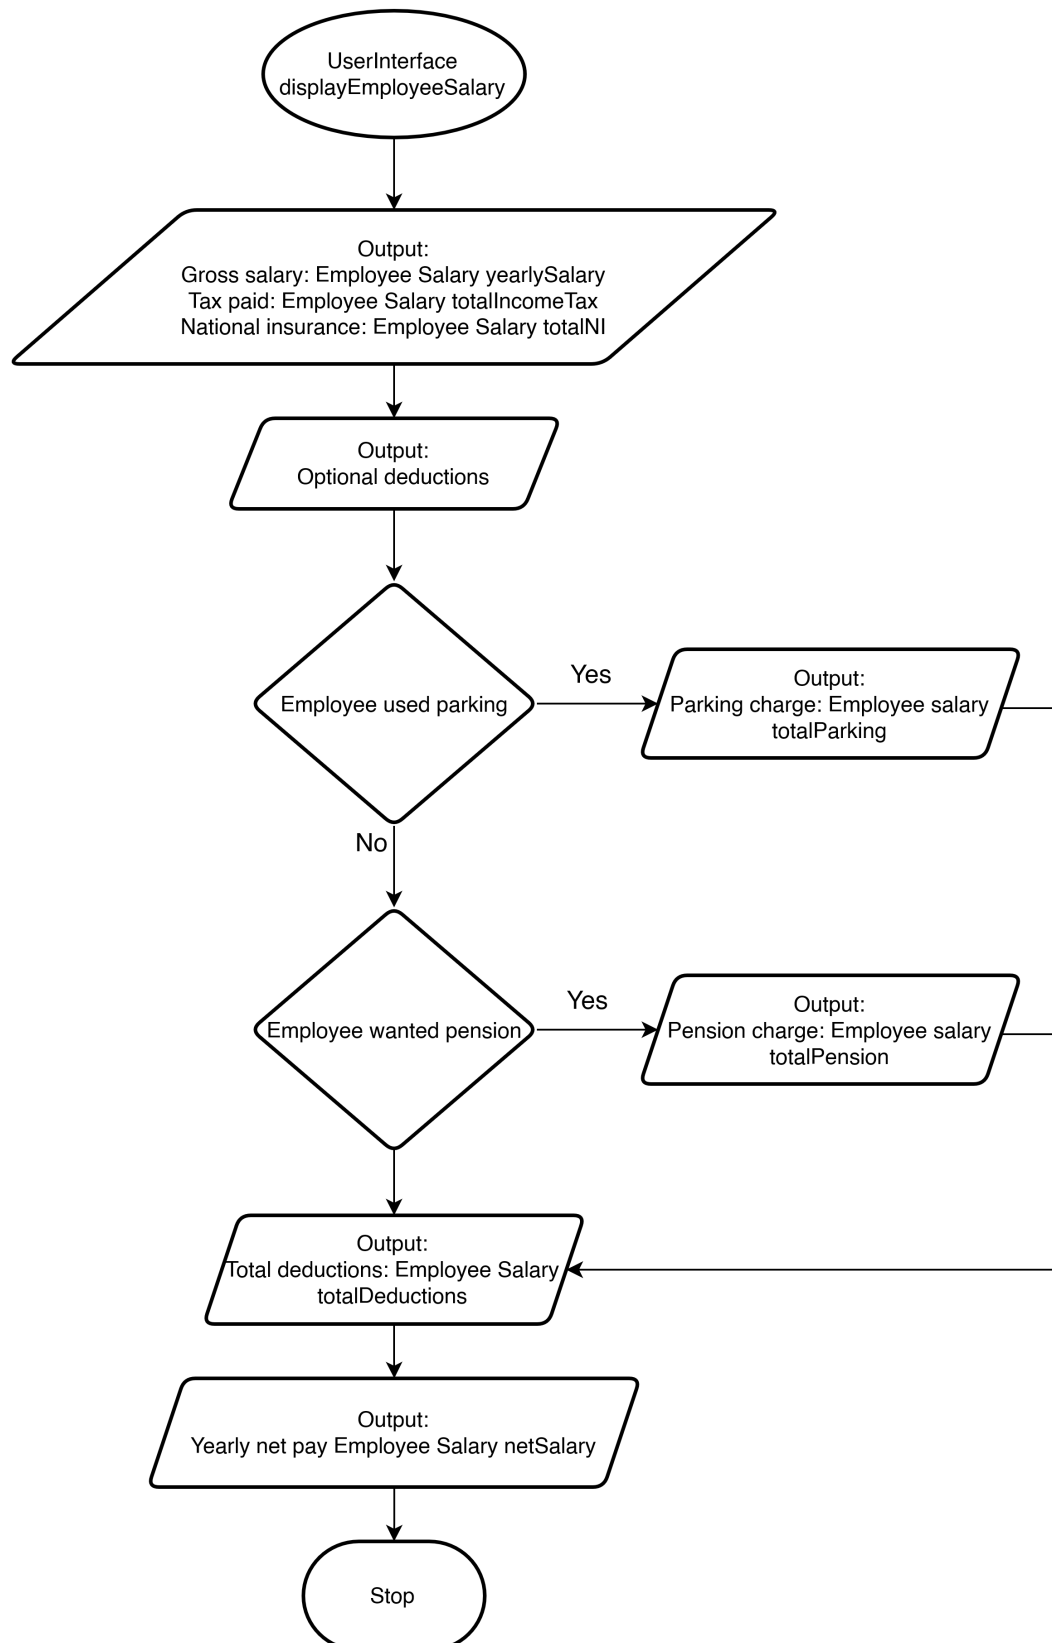 UserInterface
displayEmployeeSalary
Output:
Gross salary: Employee Salary yearlySalary
Tax paid: Employee Salary totalIncomeTax
National insurance: Employee Salary totalNI
Output:
Optional deductions
Employee used parking
Yes
Output:
Parking charge: Employee salary
totalParking
No
Employee wanted pension
Yes
Output:
Pension charge: Employee salary
totalPension
Output:
Total deductions: Employee Salary
totalDeductions
Output:
Yearly net pay Employee Salary netSalary
Stop